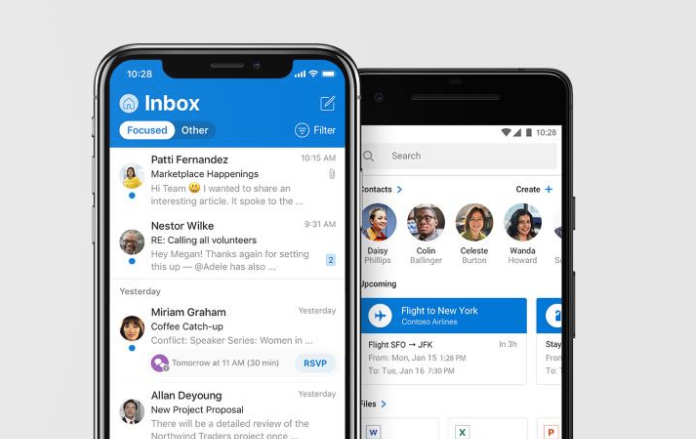 10:28
Inbox
Focused
Other
Filter
Patti Fernandez
10:15 AM
Marketplace Happenings
Hi Team 😃 I wanted to share an
interesting article. It spoke to the ...
Nestor Wilke
9:31 AM
RE: Calling all volunteers
Hey Megan! Thanks again for setting
this up — @Adele has also ...
2
Yesterday
Miriam Graham
Yesterday
Coffee Catch-up
Conflict: Speaker Series: Women in ...
Tomorrow at 11 AM (30 min)
RSVP
Allan Deyoung
Yesterday
New Project Proposal
There will be a detailed review of the
Northwind Traders project once ...
10:28
Search
Contacts >
Create +
Daisy
Phillips
Colin
Ballinger
Celeste
Burton
Wanda
Howard
Upcoming
Flight to New York
Contoso Airlines
Flight SFO → JFK
In 3h
From: Mon, Jan 15 1:28 PM
To: Tue, Jan 16 7:30 PM
Stay
From
To:
Files >
W
X
P